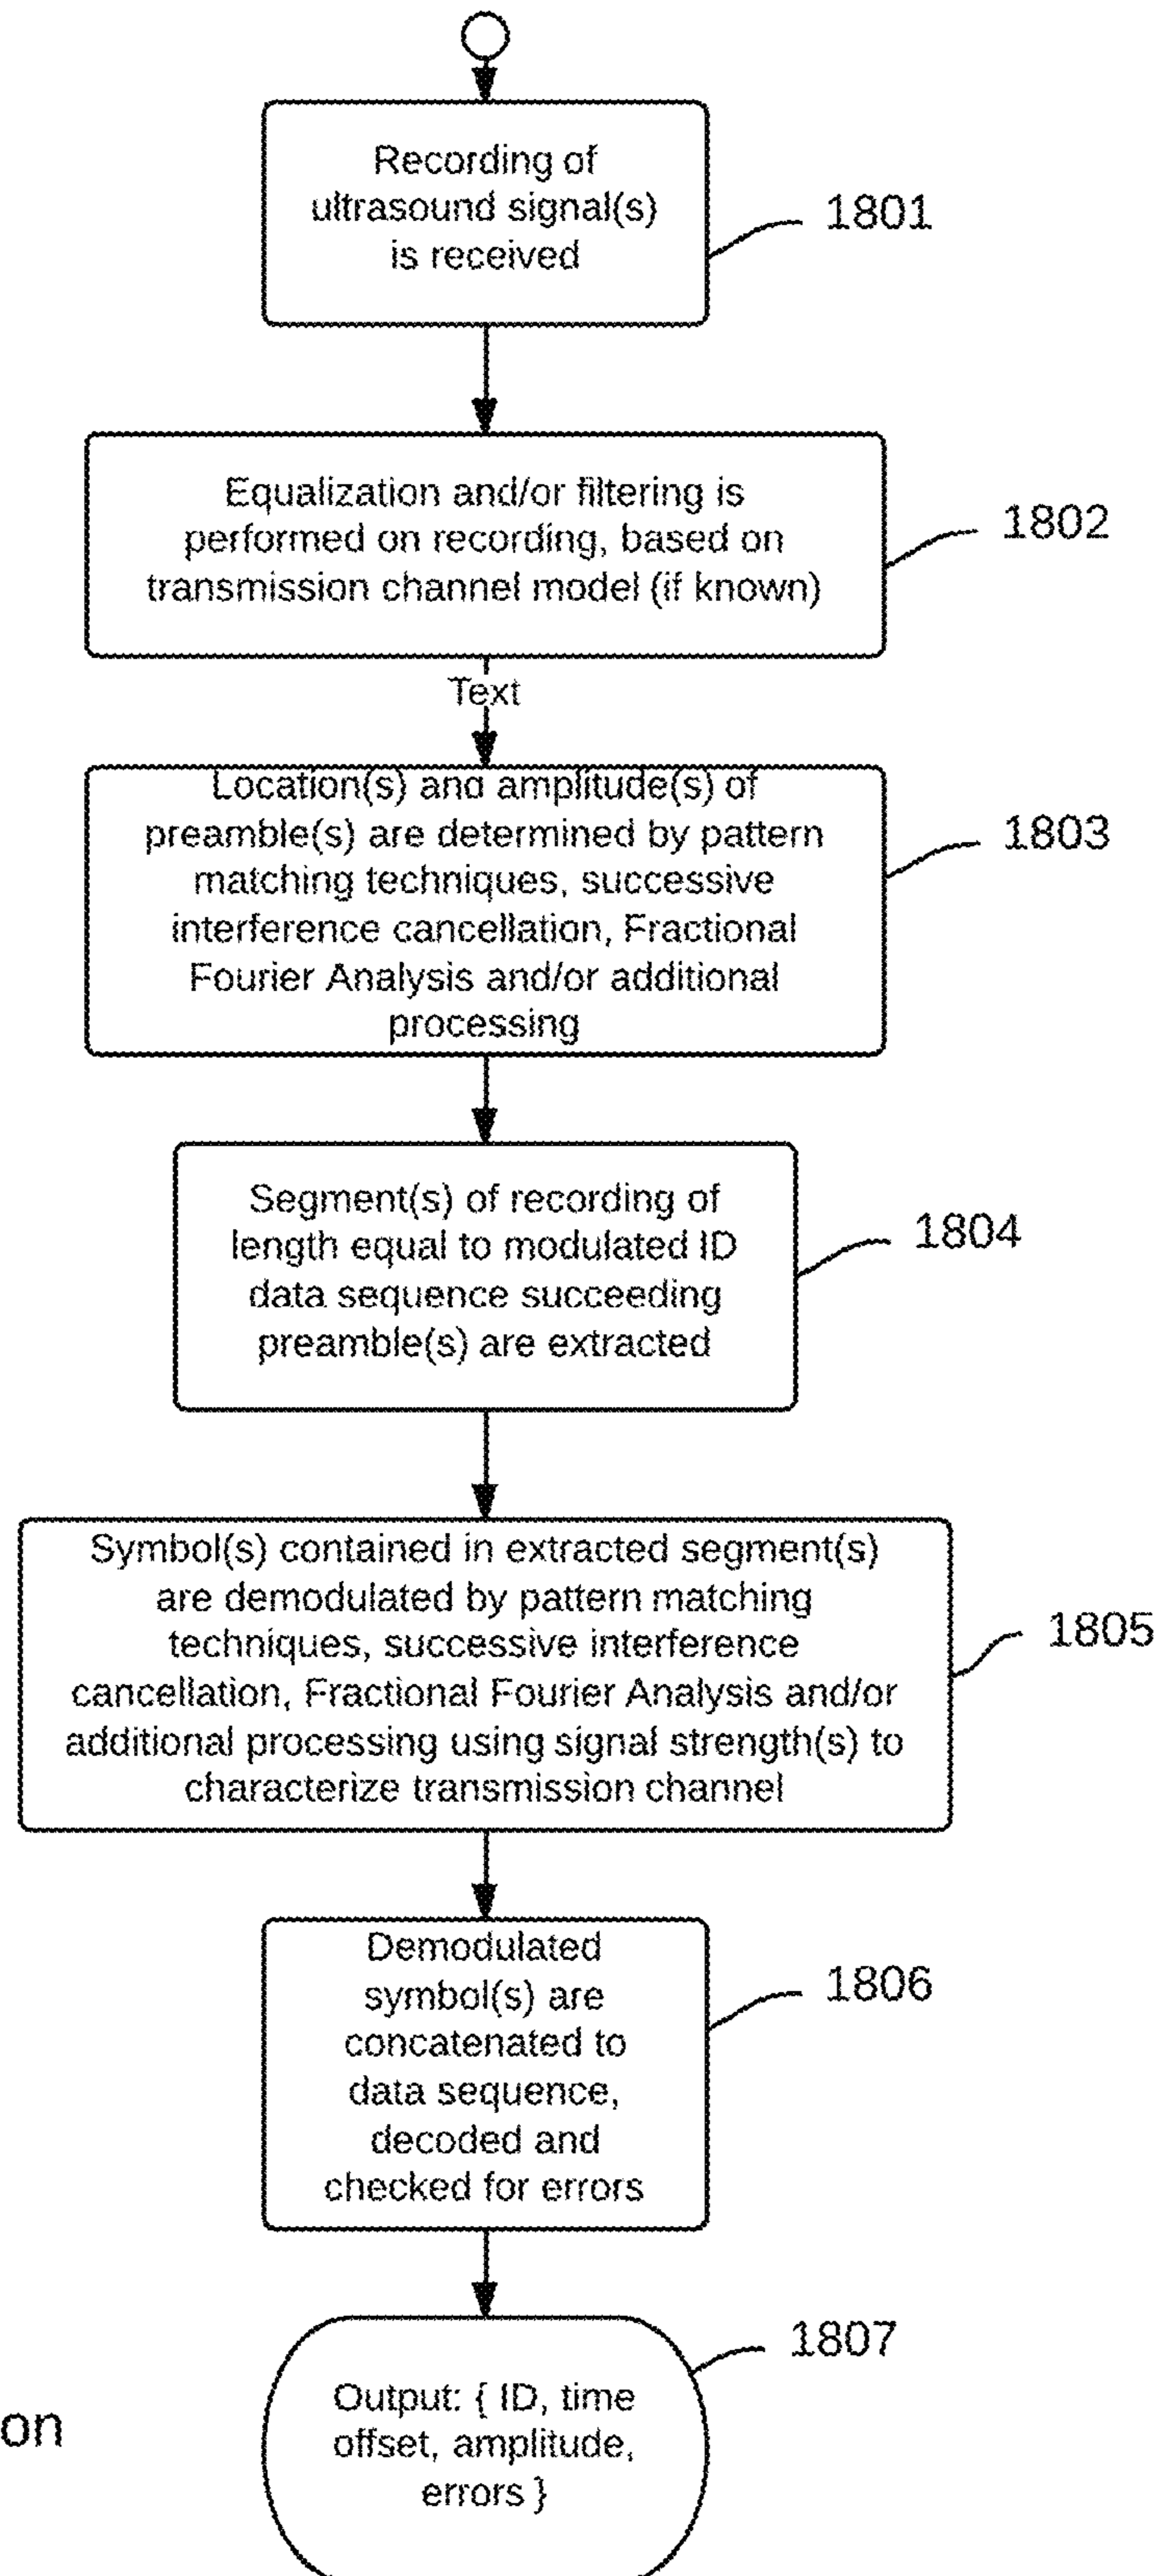 Recording of
ultrasound signal(s)
is received
1801
Equalization and/or filtering is
performed on recording, based on
transmission channel model (if known)
1802
Text
Location(s) and amplitude(s) of
preamble(s) are determined by pattern
matching techniques, successive
interference cancellation, Fractional
Fourier Analysis and/or additional
processing
1803
Segment(s) of recording of
length equal to modulated ID
data sequence succeeding
preamble(s) are extracted
1804
Symbol(s) contained in extracted segment(s)
are demodulated by pattern matching
techniques, successive interference
cancellation, Fractional Fourier Analysis and/or
additional processing using signal strength(s) to
characterize transmission channel
1805
Demodulated
symbol(s) are
concatenated to
data sequence,
decoded and
checked for errors
1806
Output: { ID, time
offset, amplitude,
errors }
1807
on